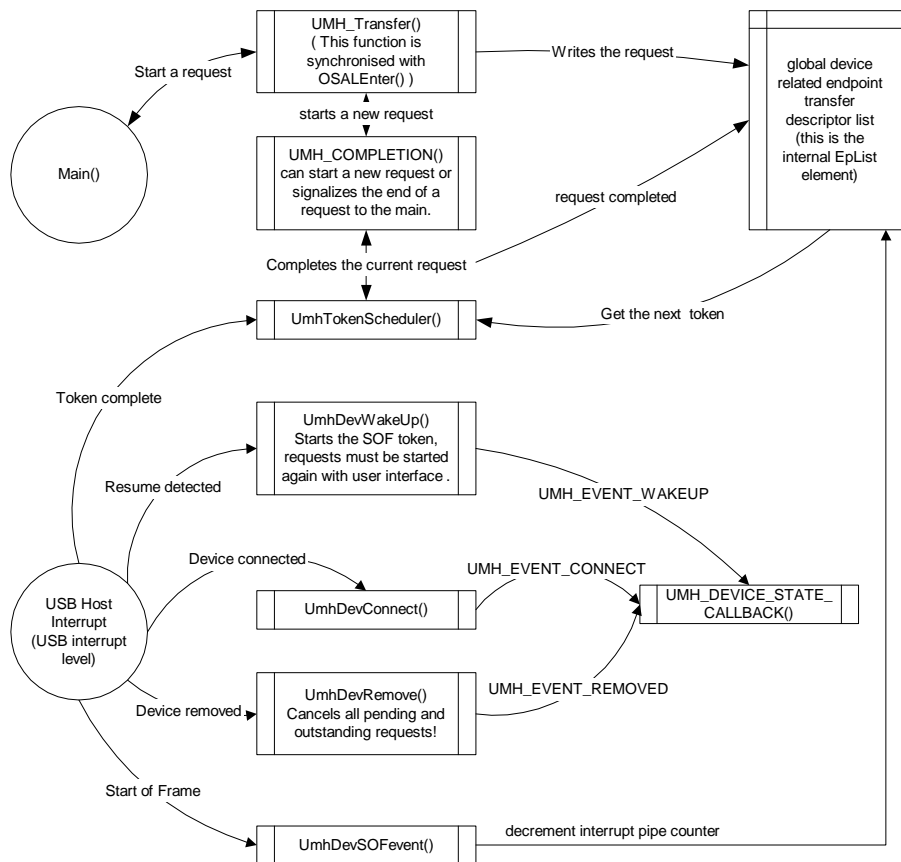 UMH_Transfer()
( This function is
synchronised with
OSALEnter() )
Writes the request
Start a request
global device
related endpoint
transfer
descriptor list
(this is the
internal EpList
element)
starts a new request
Main()
UMH_COMPLETION()
can start a new request or
signalizes the end of a
request to the main.
request completed
Completes the current request
UmhTokenScheduler()
Get the next token
Token complete
UmhDevWakeUp()
Starts the SOF token,
requests must be started
again with user interface .
Resume detected
UMH_EVENT_WAKEUP
Device connected
UMH_EVENT_CONNECT
USB Host
Interrupt
(USB interrupt
level)
UmhDevConnect()
UMH_DEVICE_STATE_
CALLBACK()
UMH_EVENT_REMOVED
UmhDevRemove()
Cancels all pending and
outstanding requests!
Device removed
Start of Frame
UmhDevSOFevent()
decrement interrupt pipe counter